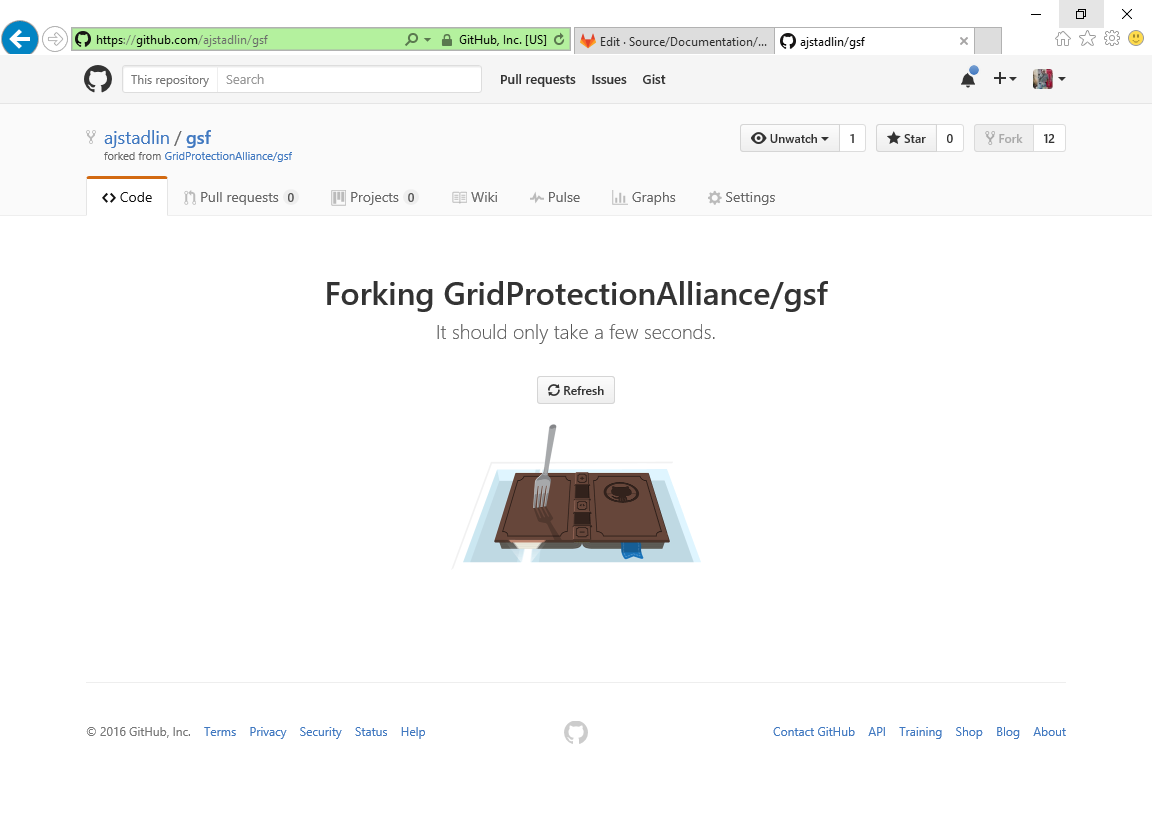 https://github.com/ajstadlin/gsf GitHub, Inc. [US] Edit · Source/Documentation/... ajstadlin/gsf
This repository Search Pull requests Issues Gist
ajstadlin / gsf Unwatch 1 Star 0 Fork 12
forked from GridProtectionAlliance/gsf
Code Pull requests 0 Projects 0 Wiki Pulse Graphs Settings
Forking GridProtectionAlliance/gsf
It should only take a few seconds.
Refresh
© 2016 GitHub, Inc. Terms Privacy Security Status Help Contact GitHub API Training Shop Blog About